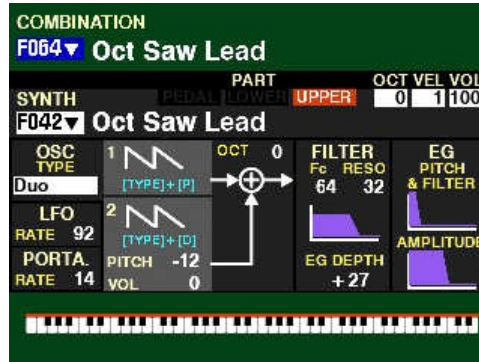 COMBINATION
F064▼ Oct Saw Lead
PART OCT VEL VOL
SYNTH PEDAL LOWER UPPER 0 1 100
F042▼ Oct Saw Lead
OSC TYPE
Duo
LFO
RATE 92
PORTA.
RATE 14
1
[TYPE]+[P]
2
[TYPE]+[D]
PITCH -12
VOL 0
OCT 0
FILTER
Fc RESO
64 32
EG DEPTH
+27
EG
PITCH
& FILTER
AMPLITUDE